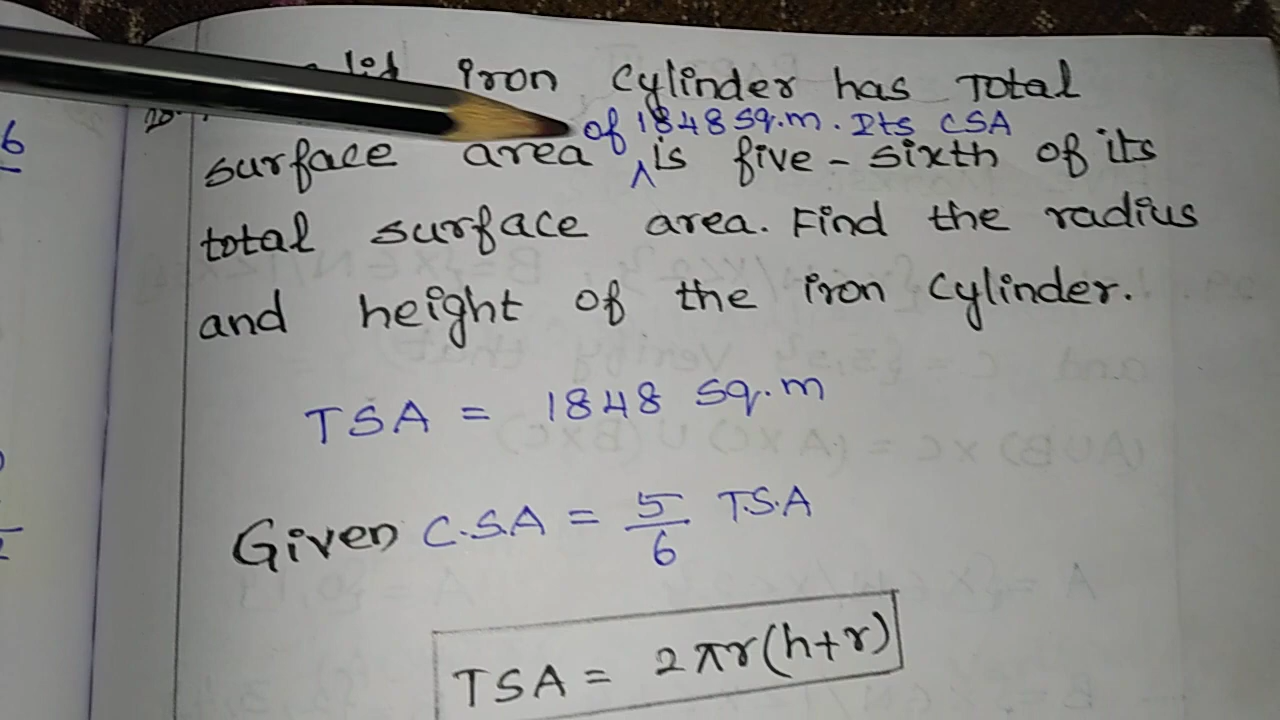 iron Cylinder has Total
of 1848 sq.m. Its CSA
surface area is five-sixth of its
total surface area. Find the radius
and height of the iron Cylinder.
TSA = 1848 sq.m
Given C.S.A = 5/6 T.S.A
TSA = 2πr(h+r)
6